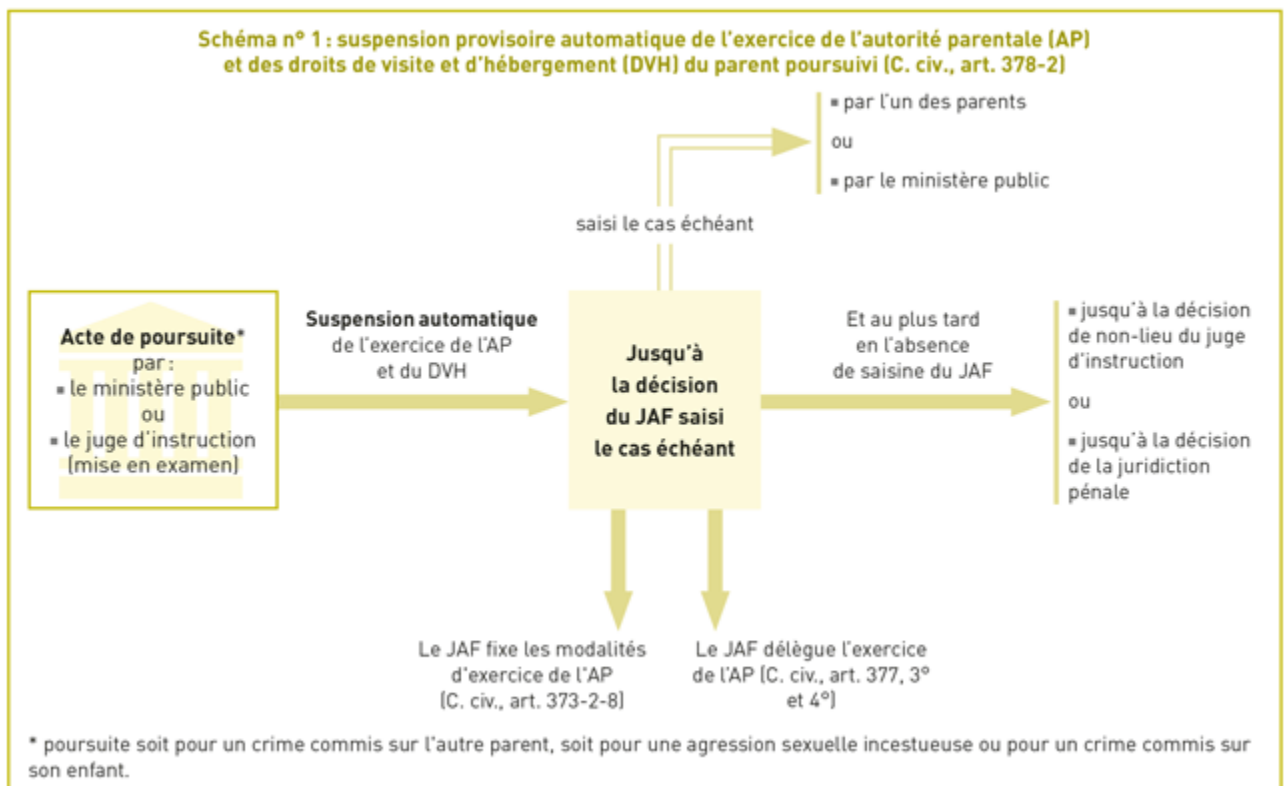 Schéma n° 1 : suspension provisoire automatique de l'exercice de l'autorité parentale (AP)
et des droits de visite et d'hébergement (DVH) du parent poursuivi (C. civ., art. 378-2)
▪ par l'un des parents
ou
▪ par le ministère public
saisi le cas échéant
Acte de poursuite*
par :
▪ le ministère public
ou
▪ le juge d'instruction
(mise en examen)
Suspension automatique
de l'exercice de l'AP
et du DVH
Jusqu'à
la décision
du JAF saisi
le cas échéant
Et au plus tard
en l'absence
de saisine du JAF
▪ jusqu'à la décision
de non-lieu du juge
d'instruction
ou
▪ jusqu'à la décision
de la juridiction
pénale
Le JAF fixe les modalités
d'exercice de l'AP
(C. civ., art. 373-2-8)
Le JAF délègue l'exercice
de l'AP (C. civ., art. 377, 3°
et 4°)
* poursuite soit pour un crime commis sur l'autre parent, soit pour une agression sexuelle incestueuse ou pour un crime commis sur
son enfant.